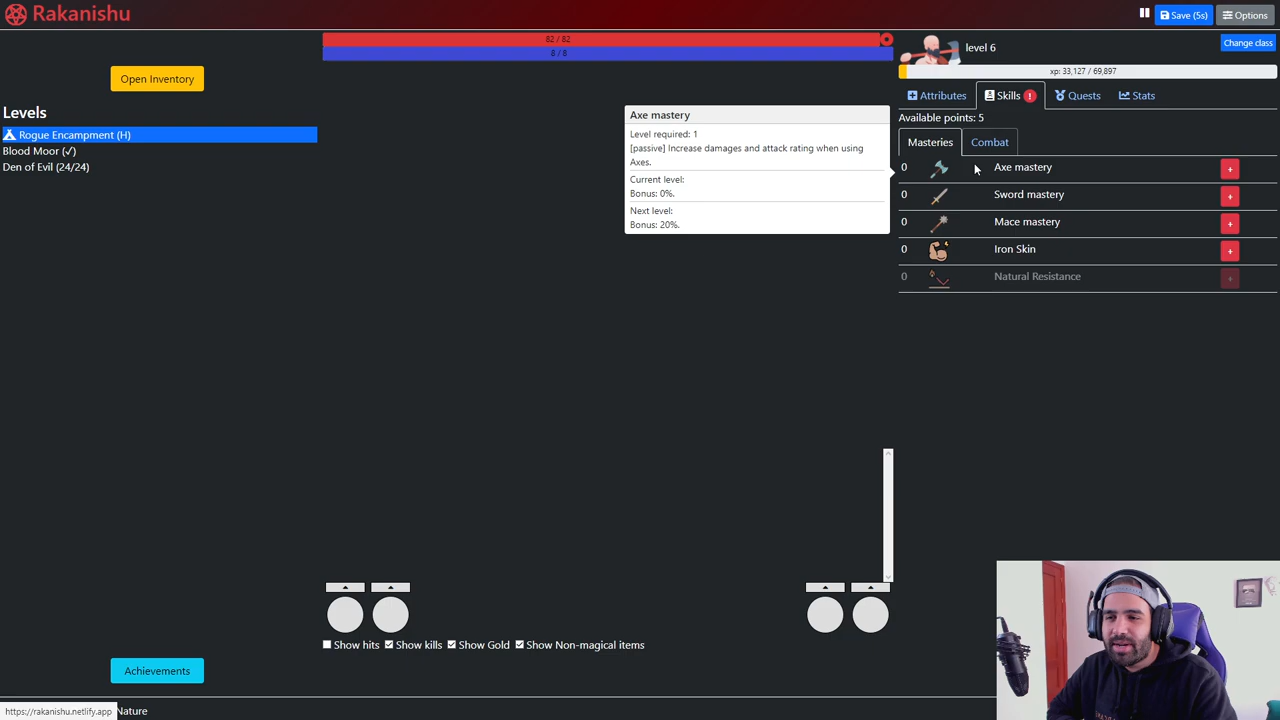 Rakanishu
Save (5s)
Options
82 / 82
8 / 8
level 6
Change class
xp: 33,127 / 69,897
Open Inventory
Attributes
Skills
!
Quests
Stats
Levels
Available points: 5
Rogue Encampment (H)
Blood Moor (✓)
Den of Evil (24/24)
Masteries
Combat
Axe mastery
Level required: 1
[passive] Increase damages and attack rating when using
Axes.
Current level:
Bonus: 0%.
Next level:
Bonus: 20%.
0 Axe mastery +
0 Sword mastery +
0 Mace mastery +
0 Iron Skin +
0 Natural Resistance +
Show hits Show kills Show Gold Show Non-magical items
Achievements
https://rakanishu.netlify.app
Nature